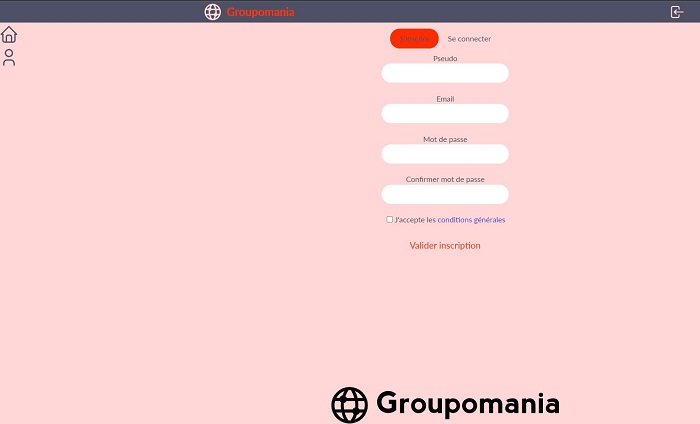 Groupomania
S'inscrire Se connecter
Pseudo
Email
Mot de passe
Confirmer mot de passe
J'accepte les conditions générales
Valider inscription
Groupomania